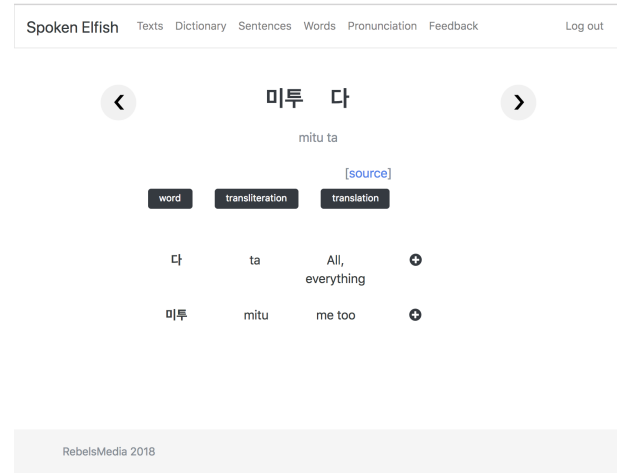 Spoken Elfish Texts Dictionary Sentences Words Pronunciation Feedback Log out
미투 다
mitu ta
[source]
word transliteration translation
다 ta All, everything
미투 mitu me too
RebelsMedia 2018